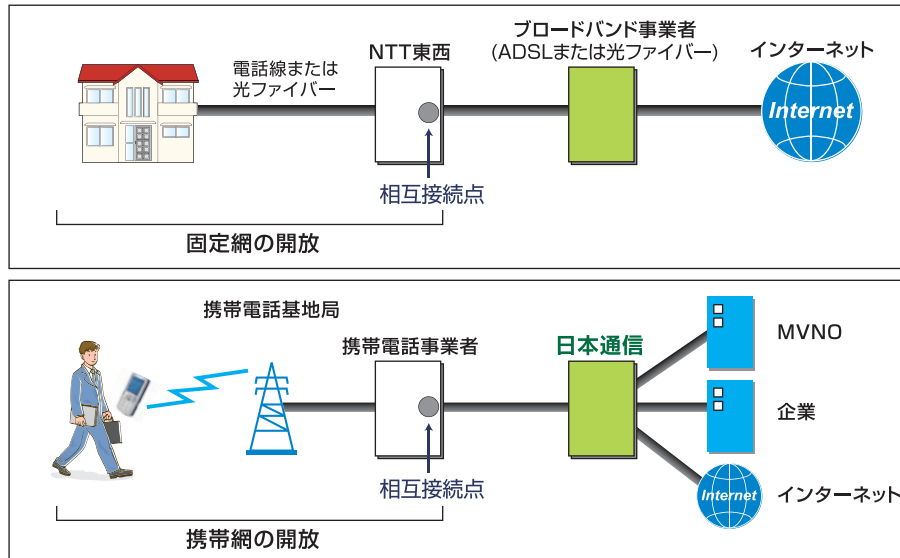 ブロードバンド事業者
(ADSLまたは光ファイバー)
インターネット
NTT東西
電話線または
光ファイバー
Internet
相互接続点
固定網の開放
携帯電話基地局
携帯電話事業者
日本通信
MVNO
企業
Internet
インターネット
相互接続点
携帯網の開放